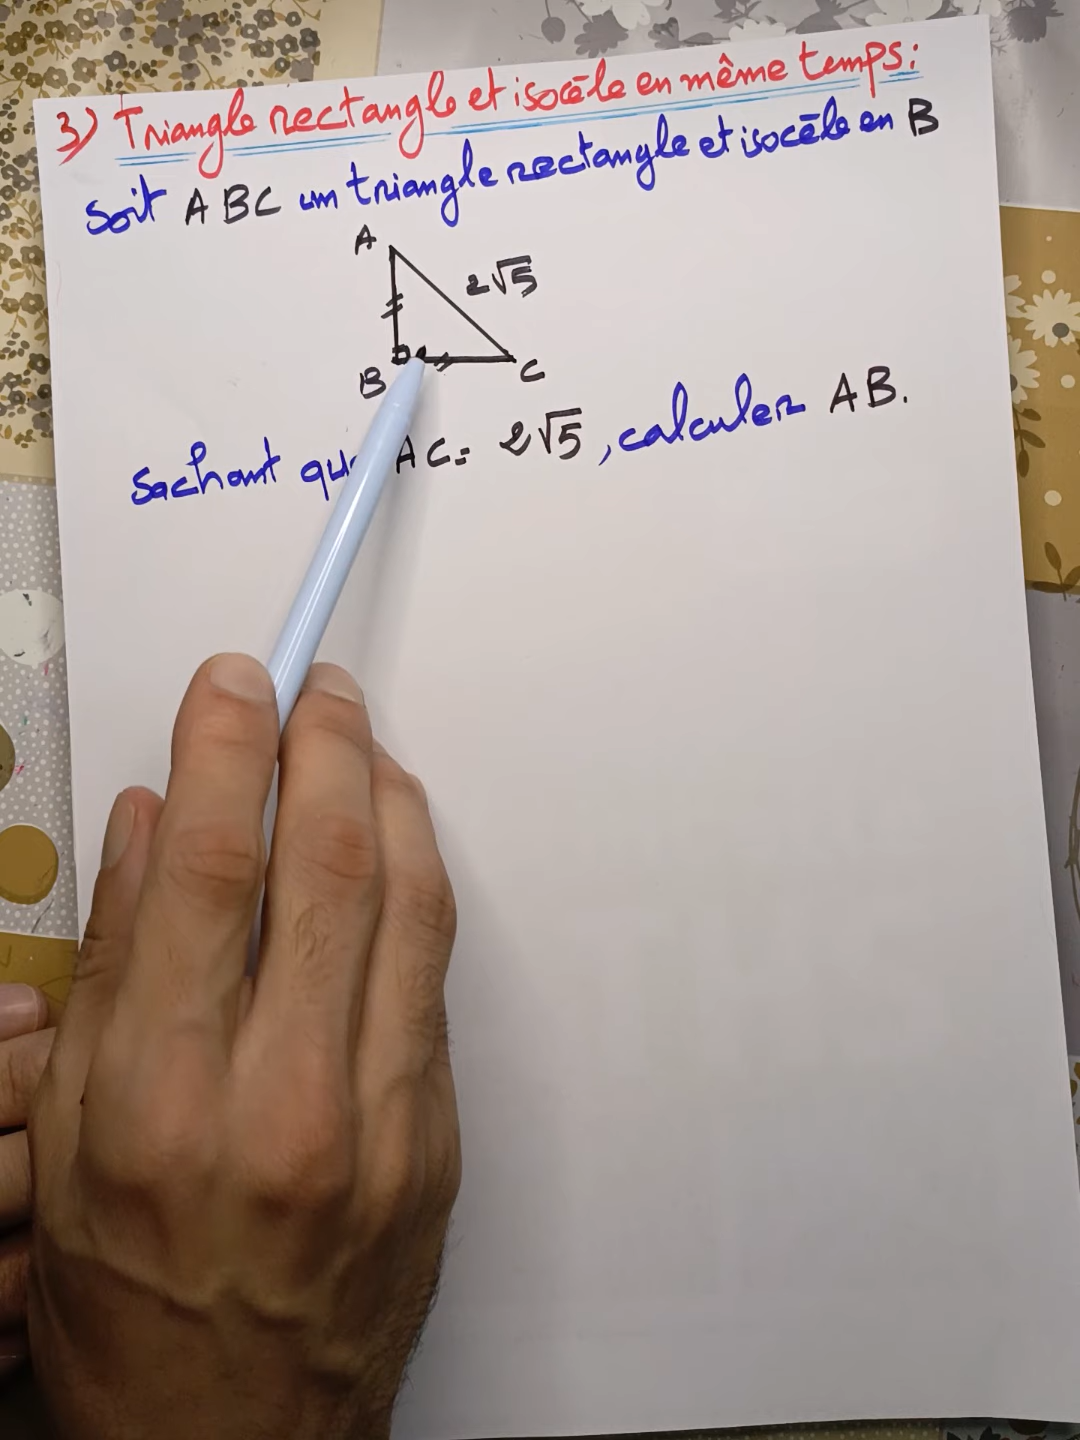 3) Triangle rectangle et isocèle en même temps:
Soit ABC un triangle rectangle et isocèle en B
A
2√5
B
C
Sachant qu AC = 2√5, calculer AB.